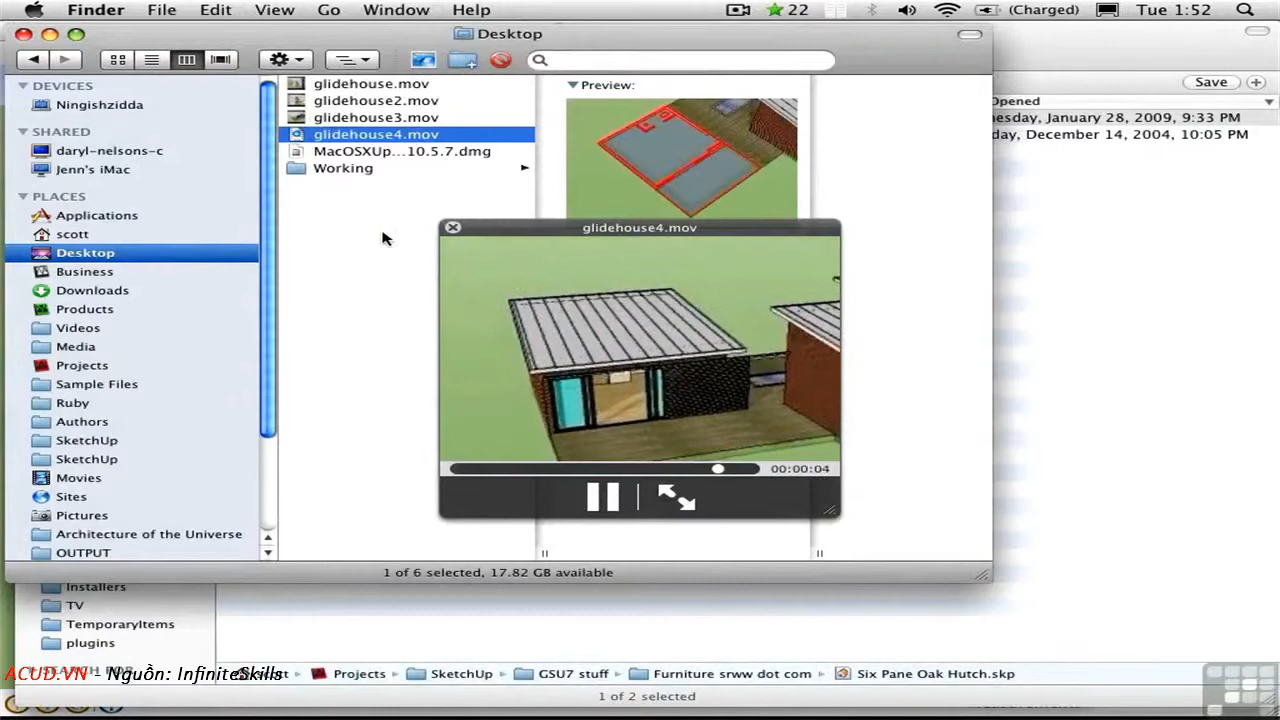 Finder File Edit View Go Window Help 22 (Charged) Tue 1:52
Desktop
Save
DEVICES
Ningishzidda
SHARED
daryl-nelsons-c
Jenn's iMac
PLACES
Applications
scott
Desktop
Business
Downloads
Products
Videos
Media
Projects
Sample Files
Ruby
Authors
SketchUp
SketchUp
Movies
Sites
Pictures
Architecture of the Universe
OUTPUT
glidehouse.mov
glidehouse2.mov
glidehouse3.mov
glidehouse4.mov
MacOSXUp...10.5.7.dmg
Working
Preview:
Opened
nesday, January 28, 2009, 9:33 PM
day, December 14, 2004, 10:05 PM
glidehouse4.mov
00:00:04
1 of 6 selected, 17.82 GB available
Installers
TV
TemporaryItems
plugins
SEARCH FOR
ACUD.VN - Nguồn: InfiniteSkills
Projects SketchUp GSU7 stuff Furniture srww dot com Six Pane Oak Hutch.skp
1 of 2 selected